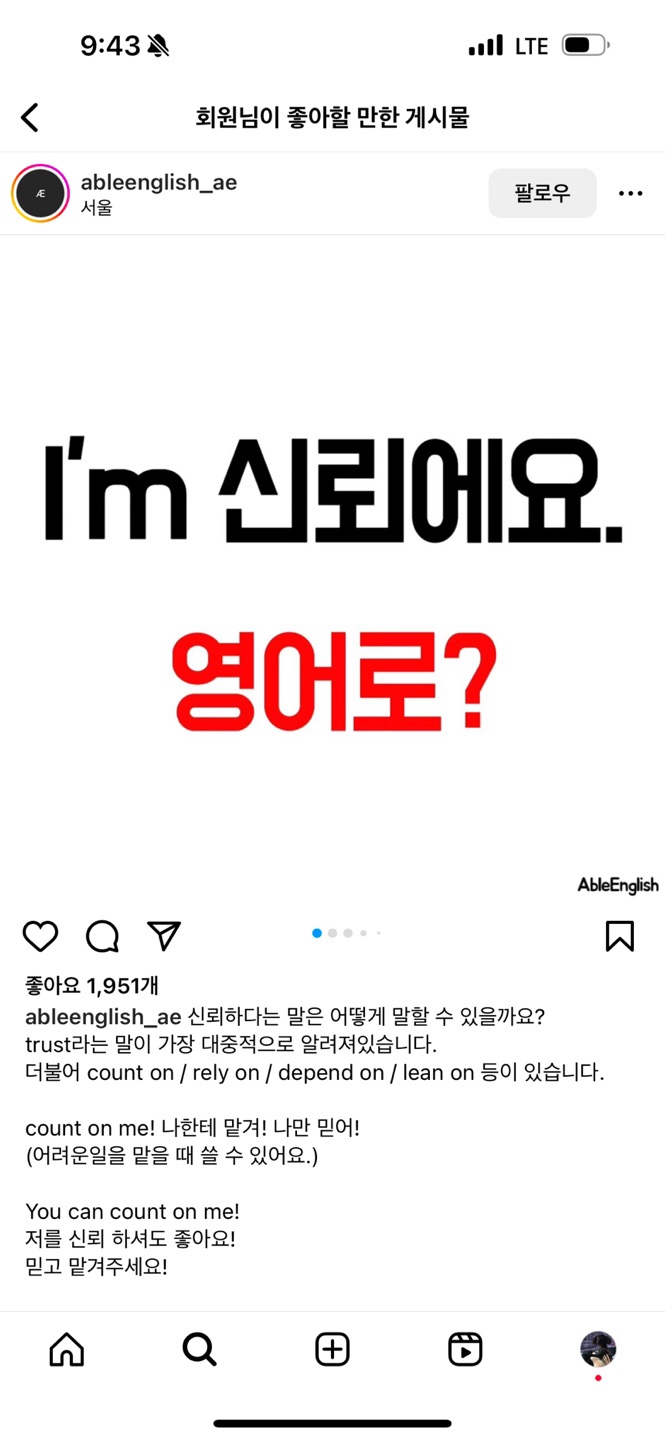 9:43
LTE
회원님이 좋아할 만한 게시물
Æ
ableenglish_ae
서울
팔로우
I'm 신뢰에요.
영어로?
AbleEnglish
좋아요 1,951개
ableenglish_ae 신뢰하다는 말은 어떻게 말할 수 있을까요?
trust라는 말이 가장 대중적으로 알려져있습니다.
더불어 count on / rely on / depend on / lean on 등이 있습니다.
count on me! 나한테 맡겨! 나만 믿어!
(어려운일을 맡을 때 쓸 수 있어요.)
You can count on me!
저를 신뢰 하셔도 좋아요!
믿고 맡겨주세요!